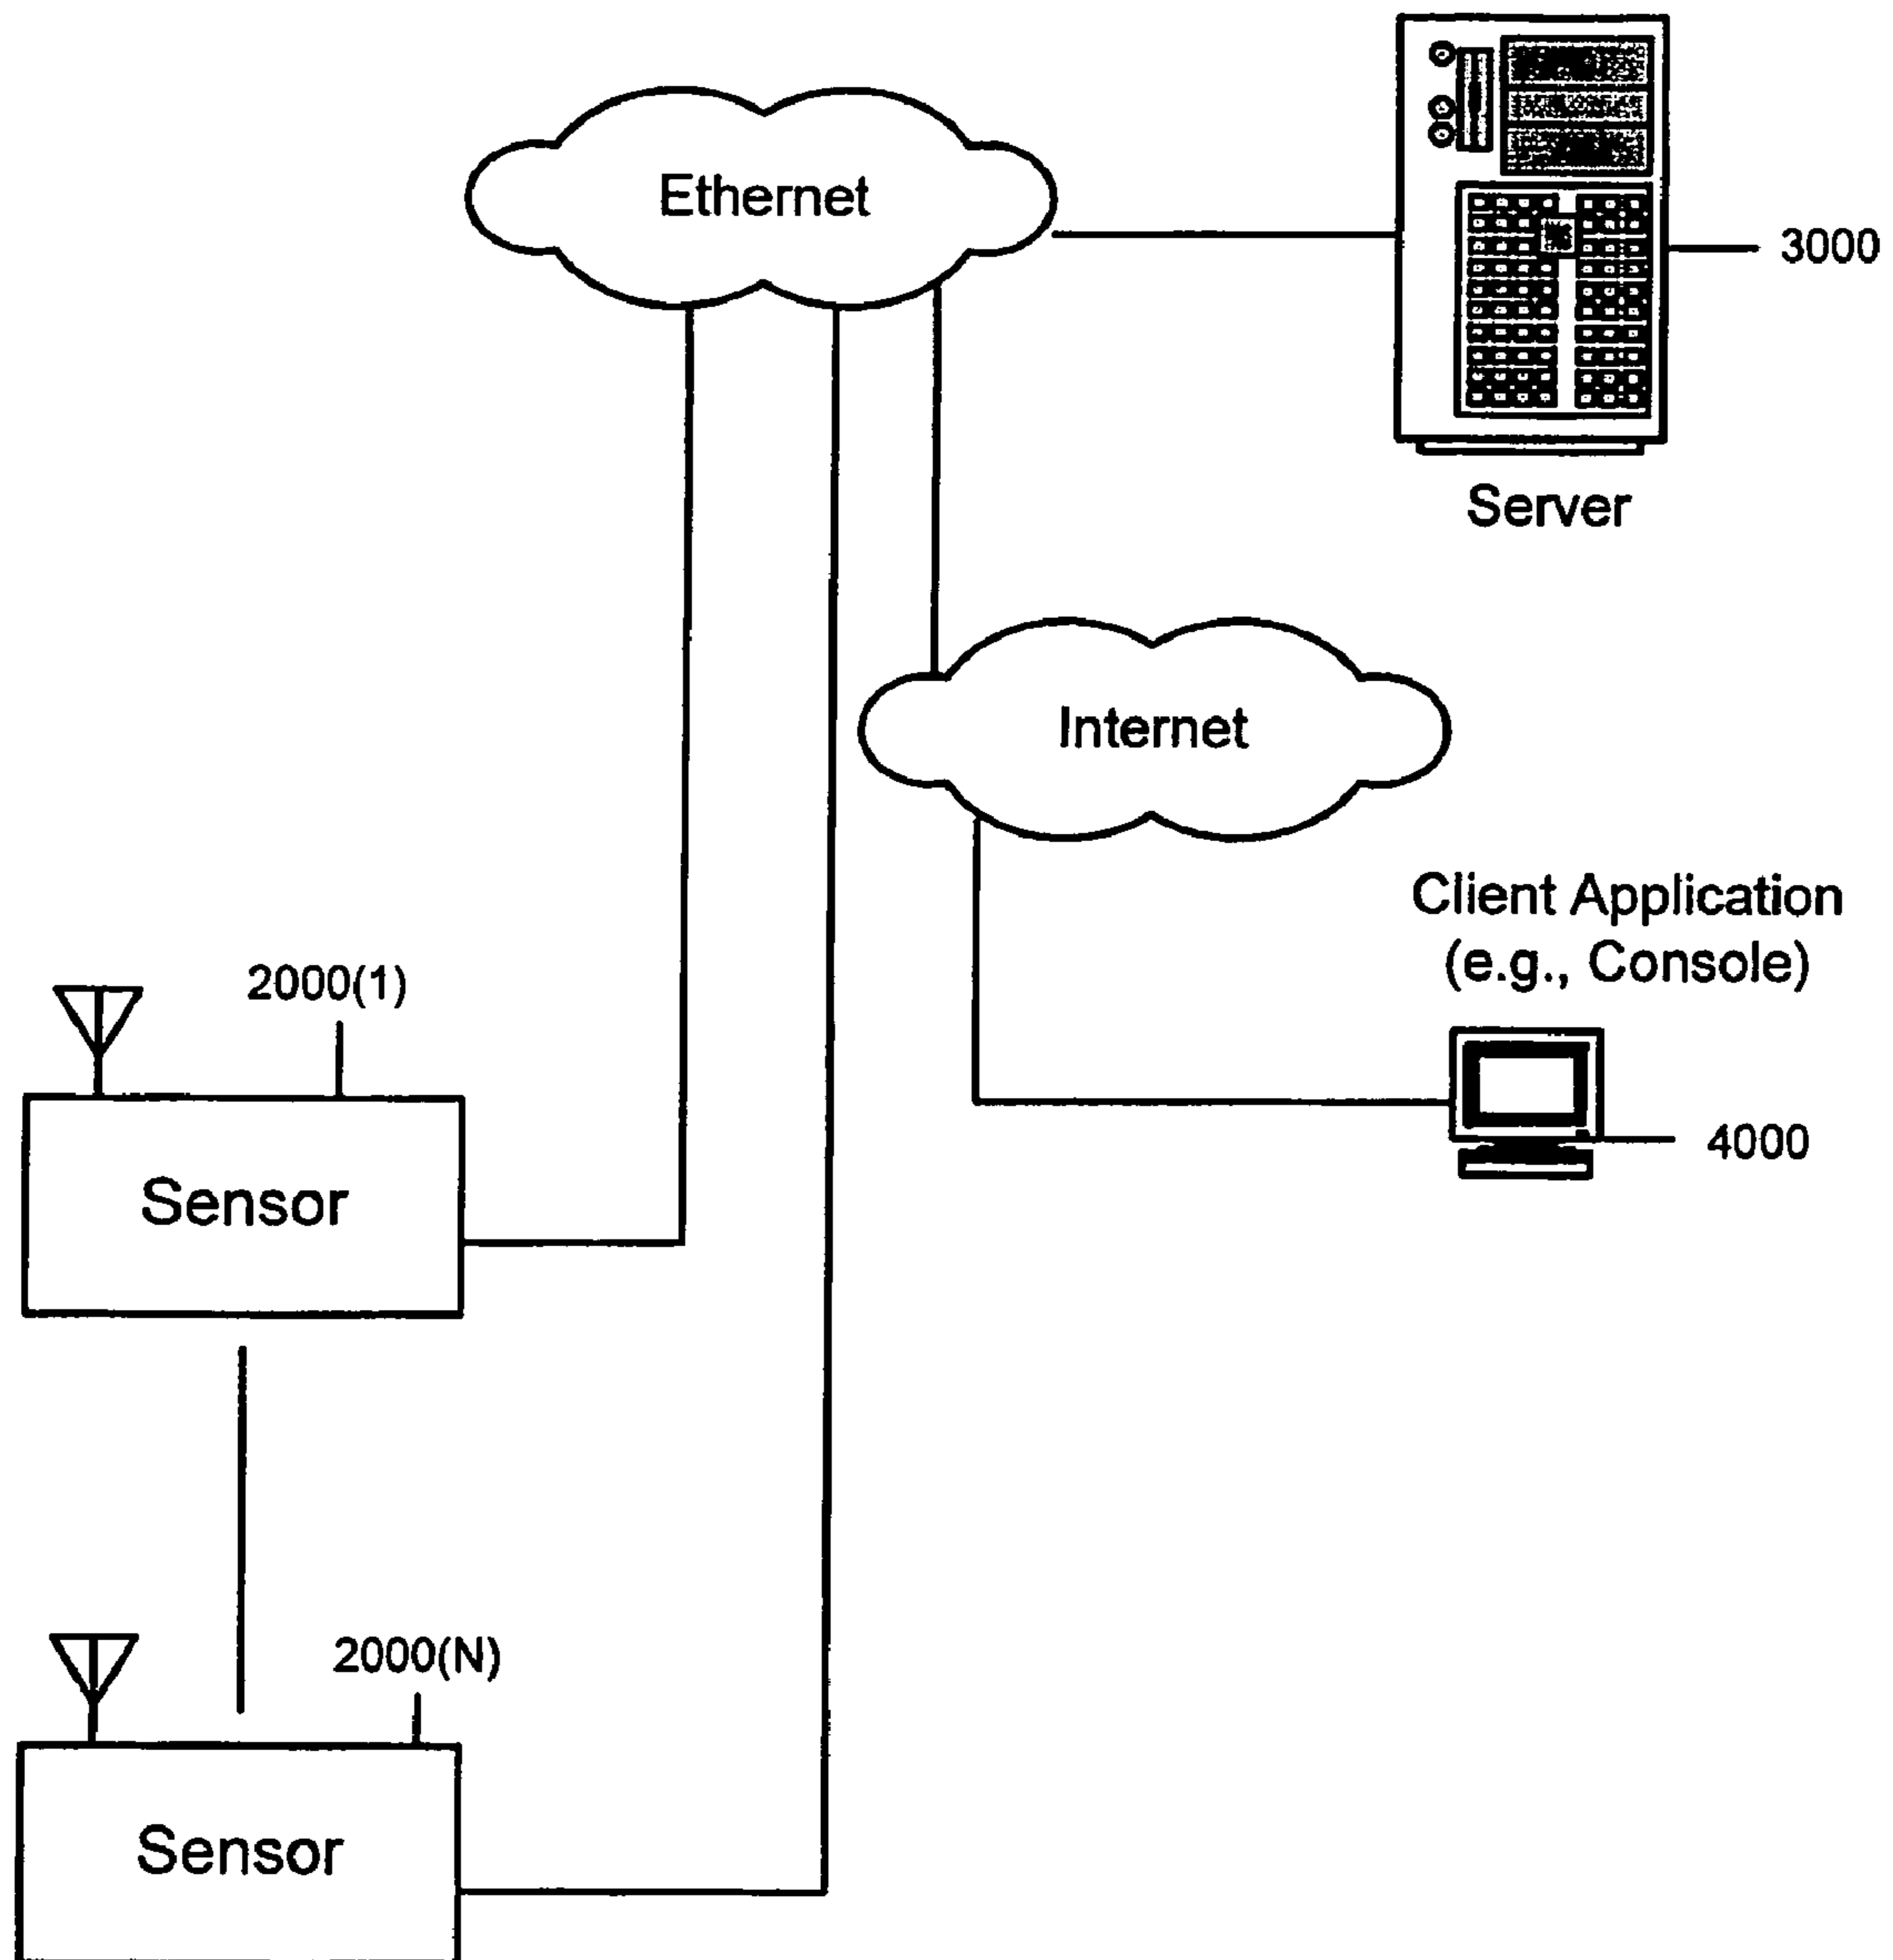 Ethernet
3000
Server
Internet
Client Application
(e.g., Console)
2000(1)
4000
Sensor
2000(N)
Sensor